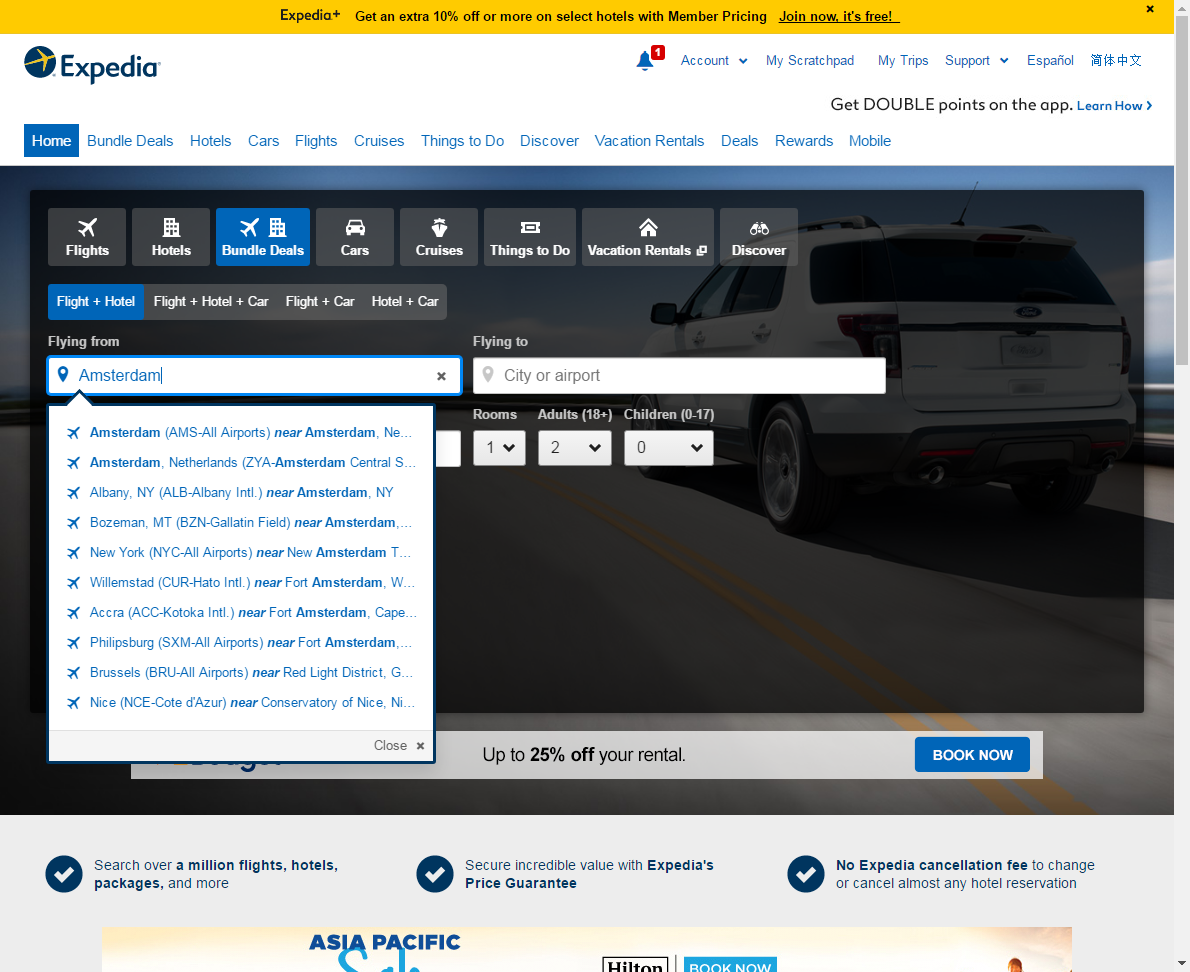 Expedia+ Get an extra 10% off or more on select hotels with Member Pricing Join now, it's free!
Expedia
1 Account My Scratchpad My Trips Support Español 简体中文
Get DOUBLE points on the app. Learn How
Home Bundle Deals Hotels Cars Flights Cruises Things to Do Discover Vacation Rentals Deals Rewards Mobile
Flights Hotels Bundle Deals Cars Cruises Things to Do Vacation Rentals Discover
Flight + Hotel Flight + Hotel + Car Flight + Car Hotel + Car
Flying from Flying to
Amsterdam City or airport
Rooms Adults (18+) Children (0-17)
1 2 0
Amsterdam (AMS-All Airports) near Amsterdam, Ne...
Amsterdam, Netherlands (ZYA-Amsterdam Central S...
Albany, NY (ALB-Albany Intl.) near Amsterdam, NY
Bozeman, MT (BZN-Gallatin Field) near Amsterdam,...
New York (NYC-All Airports) near New Amsterdam T...
Willemstad (CUR-Hato Intl.) near Fort Amsterdam, W...
Accra (ACC-Kotoka Intl.) near Fort Amsterdam, Cape...
Philipsburg (SXM-All Airports) near Fort Amsterdam,...
Brussels (BRU-All Airports) near Red Light District, G...
Nice (NCE-Cote d'Azur) near Conservatory of Nice, Ni...
Close
Up to 25% off your rental. BOOK NOW
Search over a million flights, hotels,
packages, and more
Secure incredible value with Expedia's
Price Guarantee
No Expedia cancellation fee to change
or cancel almost any hotel reservation
ASIA PACIFIC
Hilton BOOK NOW